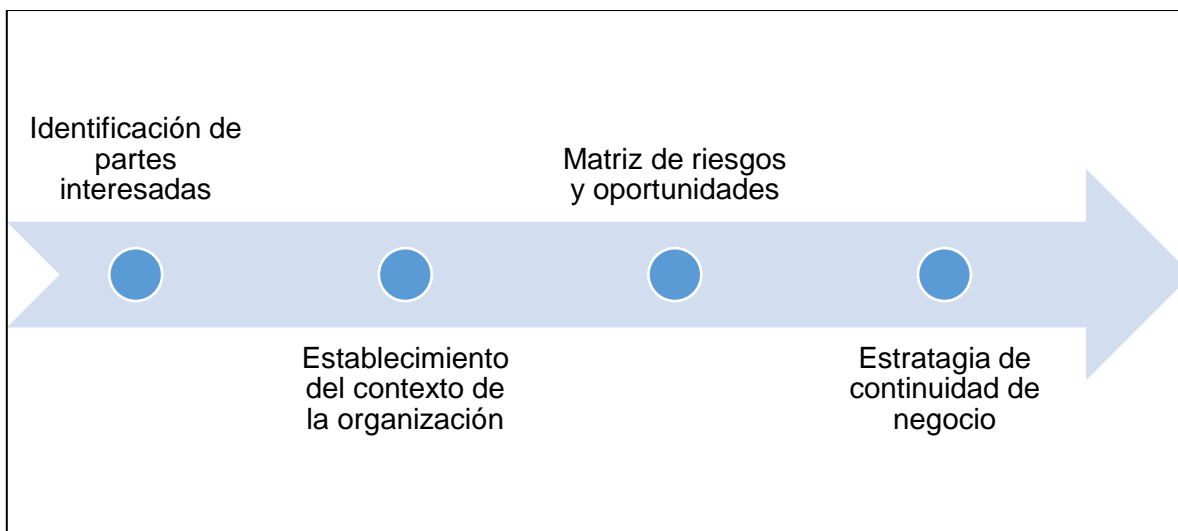 Identificación de
partes
interesadas
Establecimiento
del contexto de
la organización
Matriz de riesgos
y oportunidades
Estratagia de
continuidad de
negocio